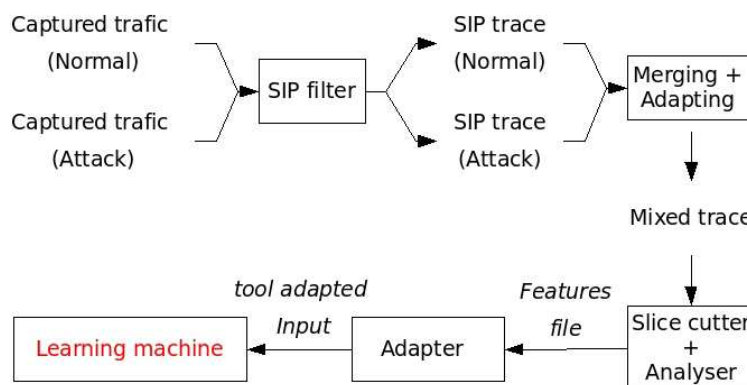 Captured trafic
(Normal)
SIP trace
(Normal)
SIP filter
Merging +
Adapting
Captured trafic
(Attack)
SIP trace
(Attack)
Mixed trace
tool adapted
Input
Features
file
Learning machine
Adapter
Slice cutter
+
Analyser